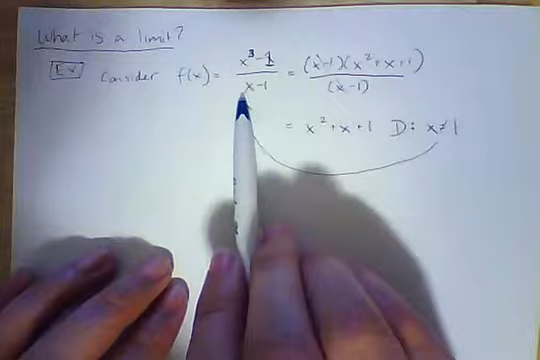 What is a limit?
Ex Consider f(x) = x³-1 / x-1 = (x-1)(x²+x+1) / (x-1)
= x²+x+1 D: x≠1